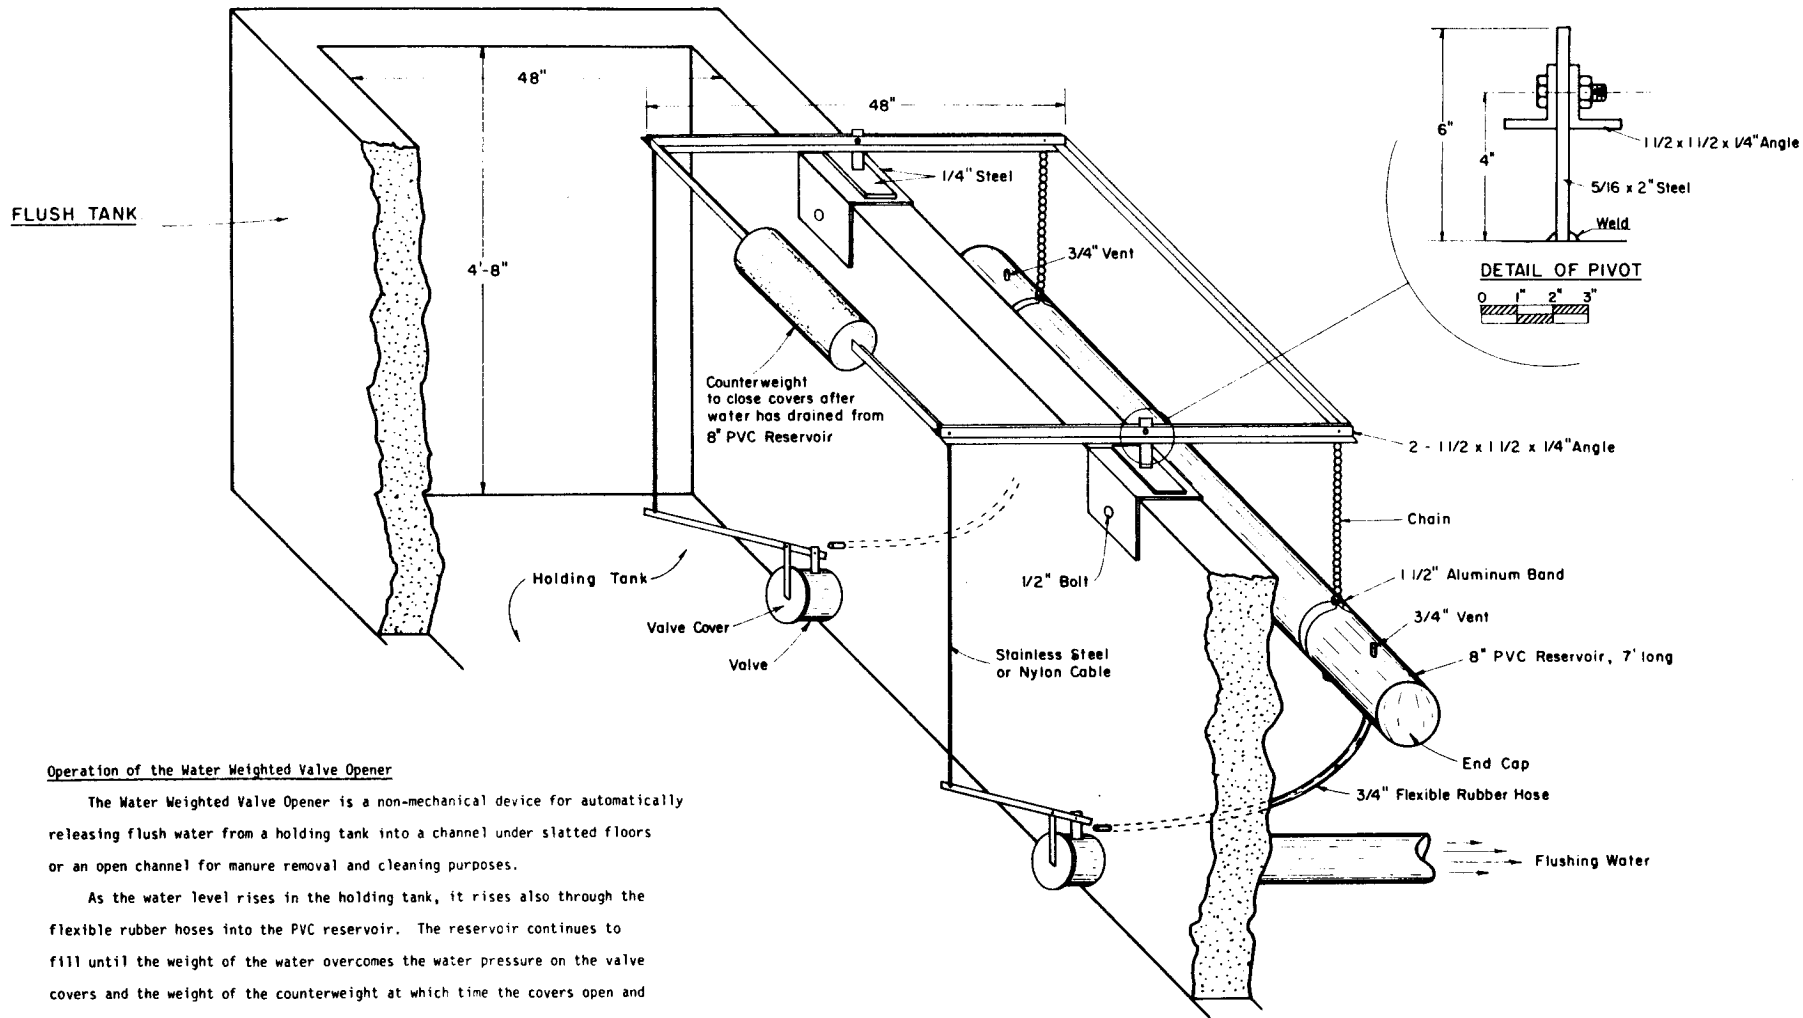 48"
48"
FLUSH TANK
4'-8"
1/4" Steel
3/4" Vent
Counterweight
to close covers after
water has drained from
8" PVC Reservoir
6"
4"
1 1/2 x 1 1/2 x 1/4" Angle
5/16 x 2" Steel
Weld
DETAIL OF PIVOT
0 1" 2" 3"
2 - 1 1/2 x 1 1/2 x 1/4" Angle
Chain
Holding Tank
1/2" Bolt
1 1/2" Aluminum Band
3/4" Vent
Valve Cover
Valve
Stainless Steel
or Nylon Cable
8" PVC Reservoir, 7' long
End Cap
3/4" Flexible Rubber Hose
Flushing Water
Operation of the Water Weighted Valve Opener
The Water Weighted Valve Opener is a non-mechanical device for automatically
releasing flush water from a holding tank into a channel under slatted floors
or an open channel for manure removal and cleaning purposes.
As the water level rises in the holding tank, it rises also through the
flexible rubber hoses into the PVC reservoir. The reservoir continues to
fill until the weight of the water overcomes the water pressure on the valve
covers and the weight of the counterweight at which time the covers open and